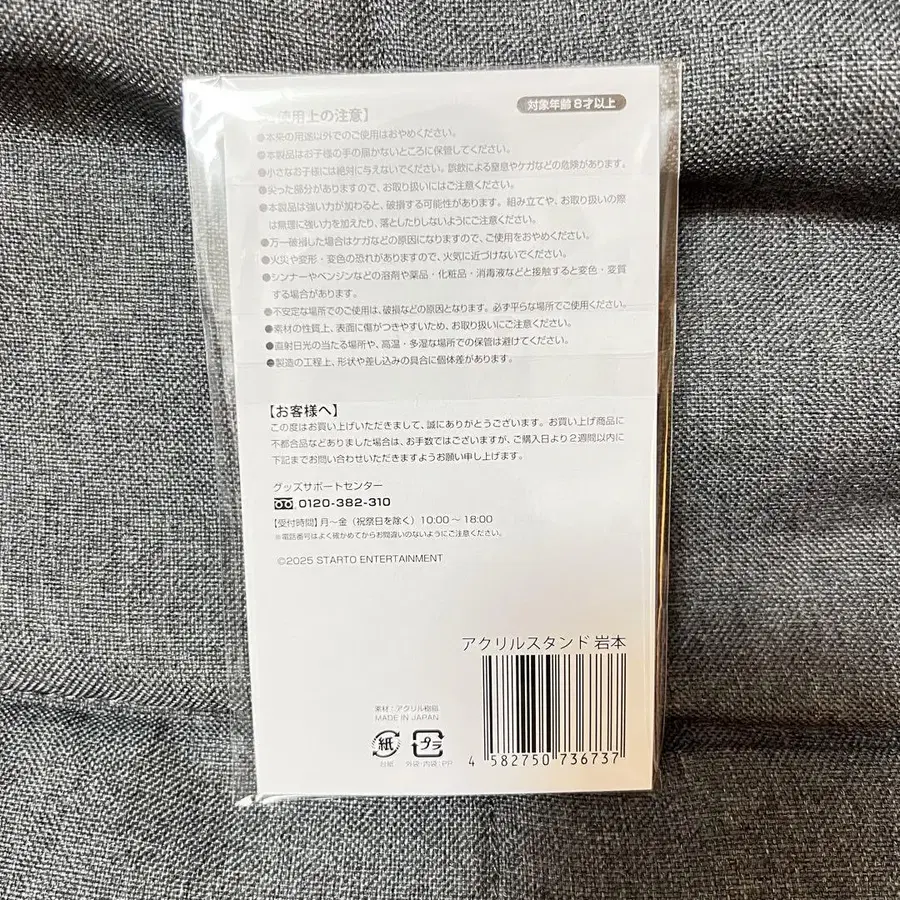 対象年齢 8才以上
使用上の注意】
●本来の用途以外でのご使用はおやめください。
●本製品はお子様の手の届かないところに保管してください。
●小さなお子様には絶対に与えないでください。誤飲による窒息やケガなどの危険があります。
●尖った部分がありますので、お取り扱いにはご注意ください。
●本製品は強い力が加わると、破損する可能性があります。組み立てや、お取り扱いの際
は無理に強い力を加えたり、落としたりしないようにご注意ください。
●万一破損した場合はケガなどの原因になりますので、ご使用をおやめください。
●火災や変形・変色の恐れがありますので、火気に近づけないでください。
●シンナーやベンジンなどの溶剤や薬品・化粧品・消毒液などと接触すると変色・変質
する場合があります。
●不安定な場所でのご使用は、破損などの原因となります。必ず平らな場所でご使用ください。
●素材の性質上、表面に傷がつきやすいため、お取り扱いにご注意ください。
●直射日光の当たる場所や、高温・多湿な場所での保管は避けてください。
●製造の工程上、形状や差し込みの具合に個体差があります。
【お客様へ】
この度はお買い上げいただきまして、誠にありがとうございます。お買い上げ商品に
不都合品などありました場合は、お手数ではございますが、ご購入日より2週間以内に
下記までお問い合わせいただきますようお願い申し上げます。
グッズサポートセンター
0120-382-310
【受付時間】月〜金（祝祭日を除く）10:00〜18:00
※電話番号はよく確かめてからお間違いのないようにご注意ください。
©2025 STARTO ENTERTAINMENT
アクリルスタンド 岩本
素材：アクリル樹脂
MADE IN JAPAN
紙
プラ
台紙
外袋・内袋：PP
4 582750 736737